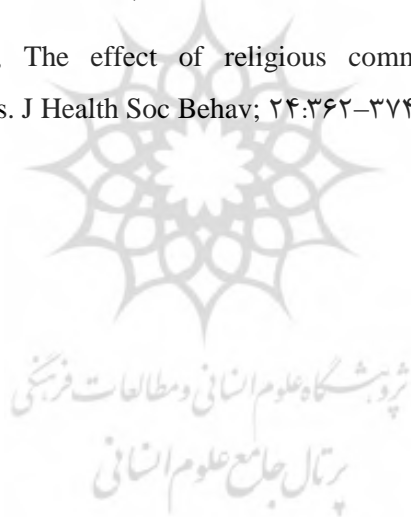 . The effect of religious comm
s. J Health Soc Behav; ۲۴:۳۶۲–۳۷۴
پژوهشگاه علوم انسانی و مطالعات فرهنگی
پرتال جامع علوم انسانی